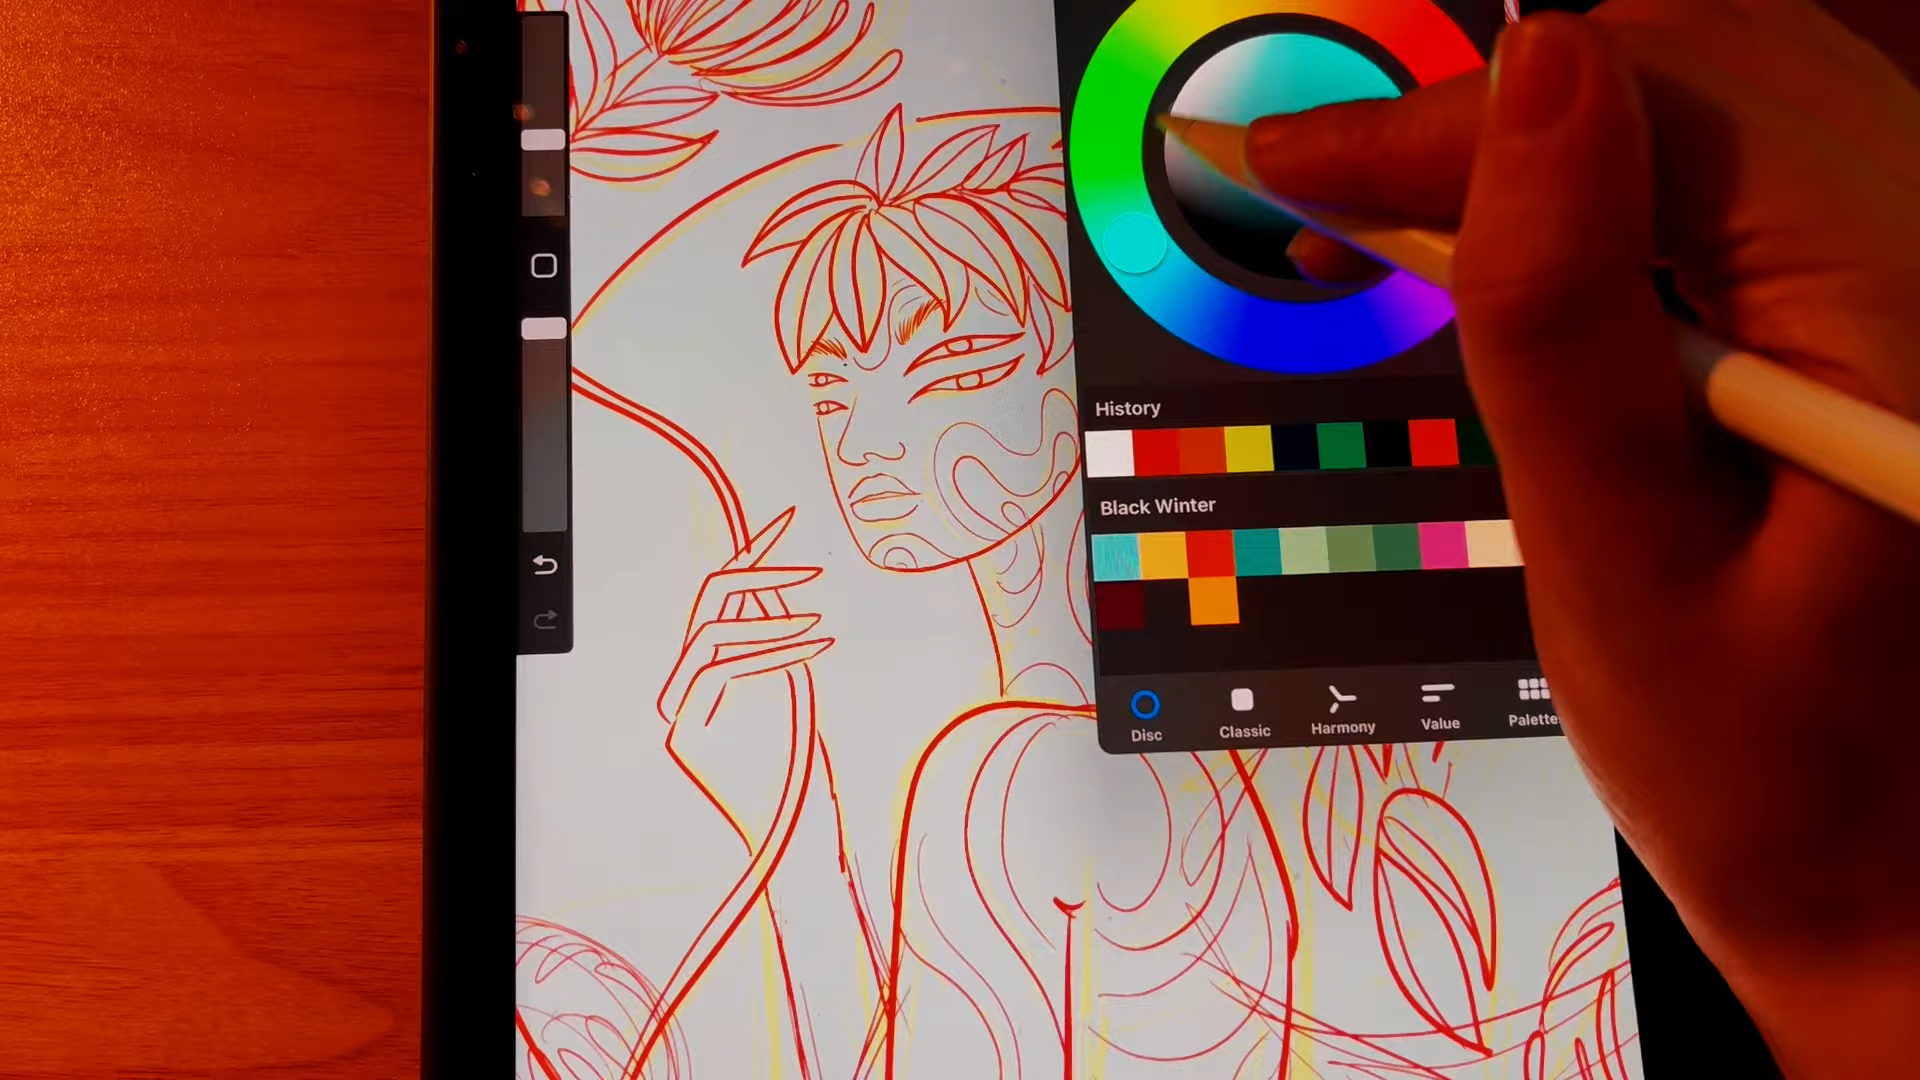 History
Black Winter
Disc
Classic
Harmony
Value
Palettes